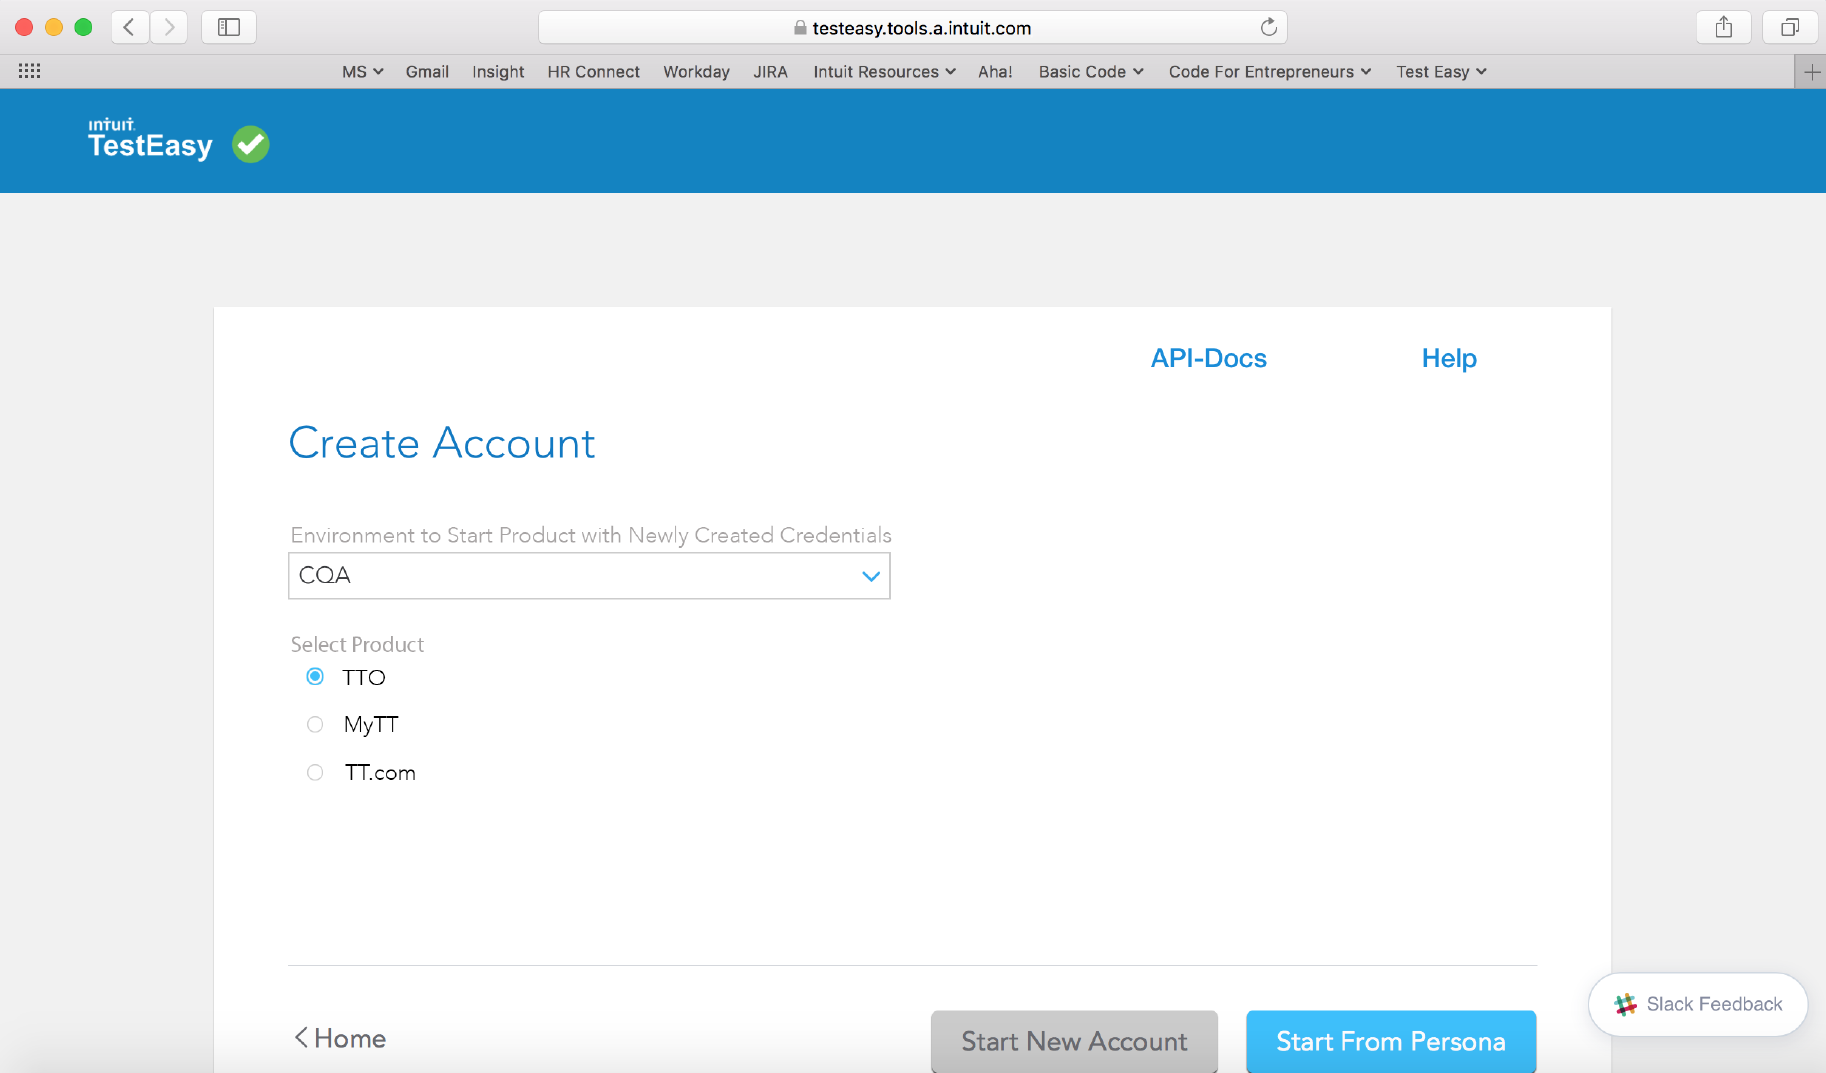 testeasy.tools.a.intuit.com
MS Gmail Insight HR Connect Workday JIRA Intuit Resources Aha! Basic Code Code For Entrepreneurs Test Easy
intuit.
TestEasy
API-Docs Help
Create Account
Environment to Start Product with Newly Created Credentials
CQA
Select Product
TTO
MyTT
TT.com
Slack Feedback
Home Start New Account Start From Persona